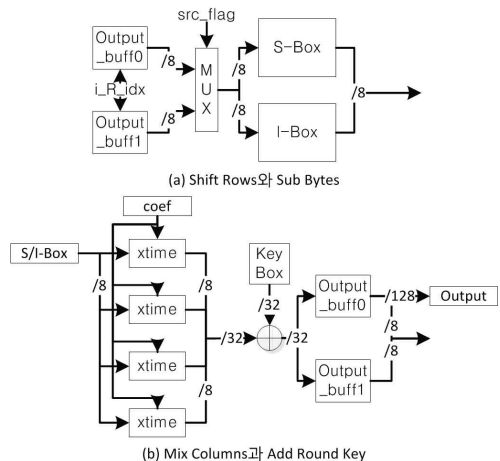 src_flag
Output
_buff0
/8
i_R_idx
Output
_buff1
/8
M
U
X
/8
/8
S-Box
I-Box
/8
(a) Shift Rows와 Sub Bytes
coef
S/I-Box
/8
xtime
xtime
xtime
xtime
/8
/8
/32
Key
Box
/32
/32
Output
_buff0
Output
_buff1
/128
/8
/8
Output
(b) Mix Columns과 Add Round Key